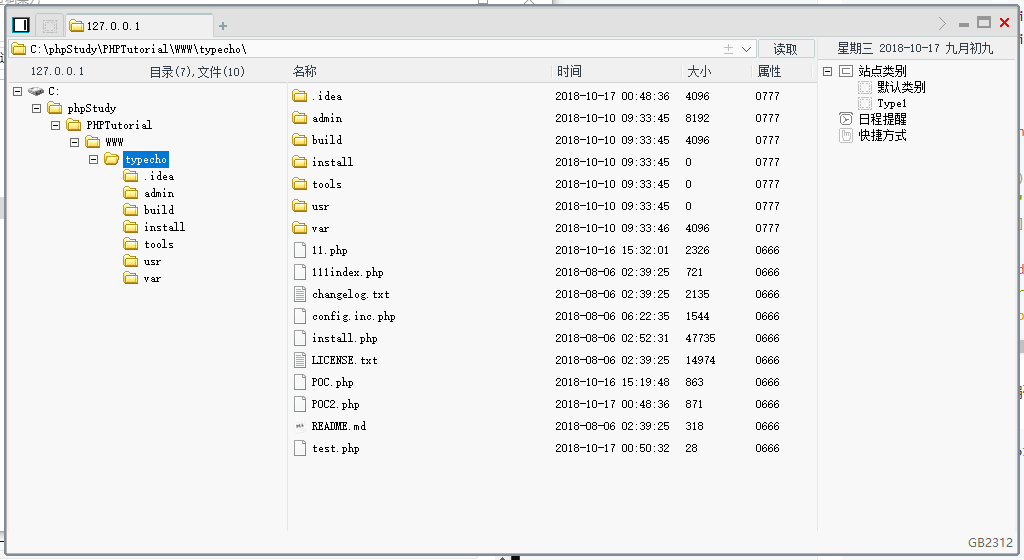 127.0.0.1
C:\phpStudy\PHPTutorial\WWW\typecho\ 读取 星期三 2018-10-17 九月初九
127.0.0.1 目录(7),文件(10) 名称 时间 大小 属性
C:
phpStudy
PHPTutorial
WWW
typecho
.idea
admin
build
install
tools
usr
var
.idea 2018-10-17 00:48:36 4096 0777
admin 2018-10-10 09:33:45 8192 0777
build 2018-10-10 09:33:45 4096 0777
install 2018-10-10 09:33:45 0 0777
tools 2018-10-10 09:33:45 0 0777
usr 2018-10-10 09:33:45 0 0777
var 2018-10-10 09:33:46 4096 0777
11.php 2018-10-16 15:32:01 2326 0666
111index.php 2018-08-06 02:39:25 721 0666
changelog.txt 2018-08-06 02:39:25 2135 0666
config.inc.php 2018-08-06 06:22:35 1544 0666
install.php 2018-08-06 02:52:31 47735 0666
LICENSE.txt 2018-08-06 02:39:25 14974 0666
POC.php 2018-10-16 15:19:48 863 0666
POC2.php 2018-10-17 00:48:36 871 0666
README.md 2018-08-06 02:39:25 318 0666
test.php 2018-10-17 00:50:32 28 0666
站点类别
默认类别
Type1
日程提醒
快捷方式
GB2312